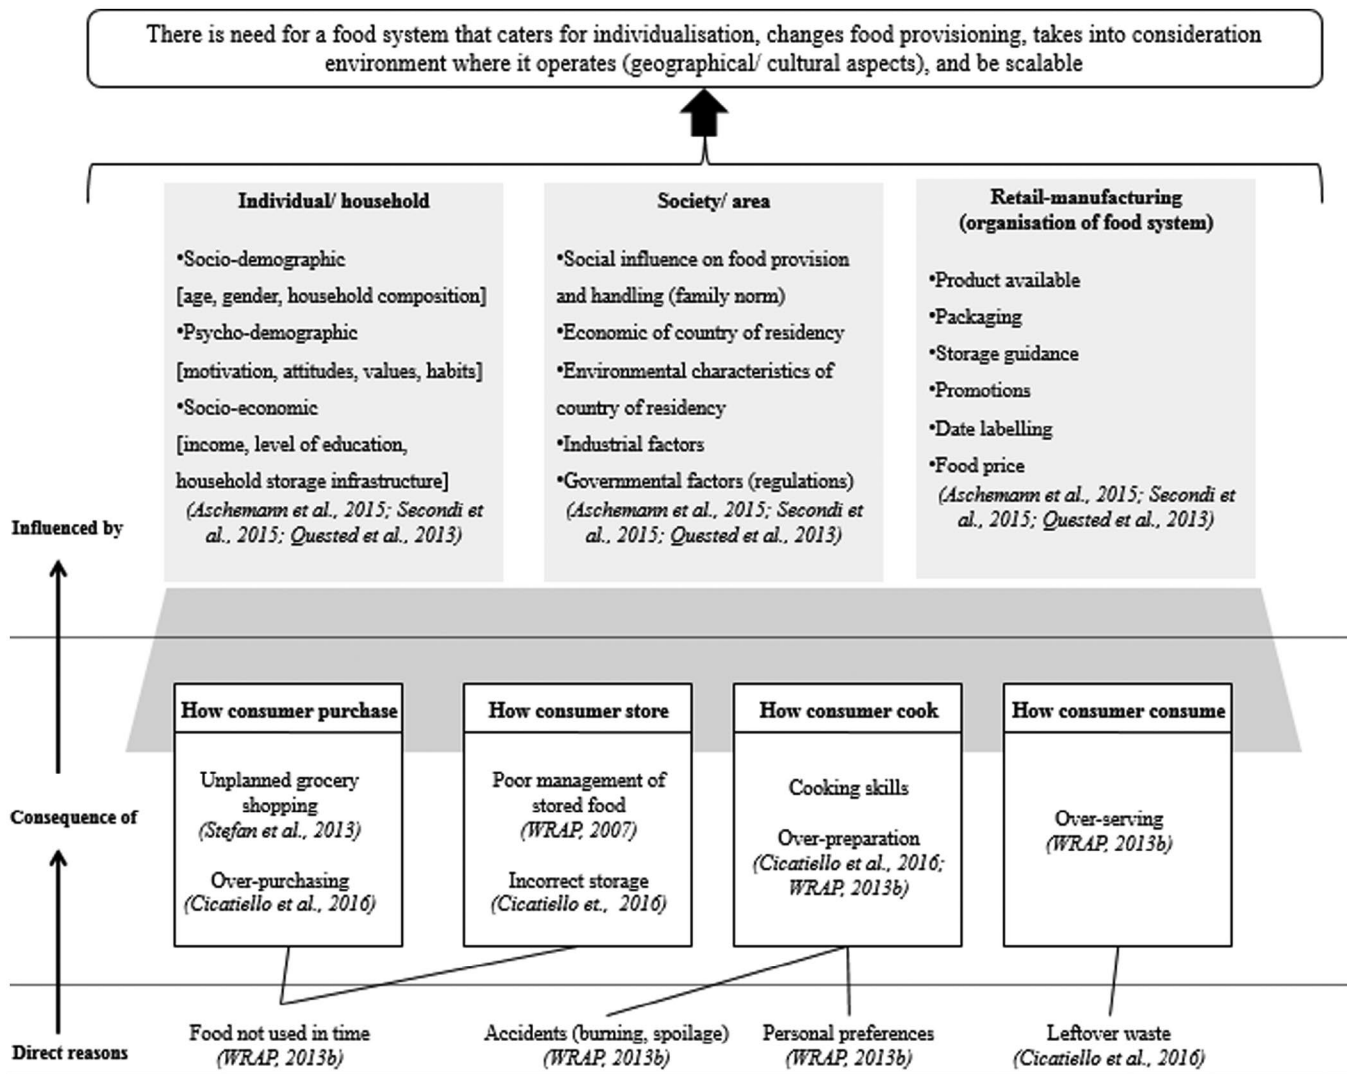 There is need for a food system that caters for individualisation, changes food provisioning, takes into consideration
environment where it operates (geographical/ cultural aspects), and be scalable
Individual/ household
•Socio-demographic
[age, gender, household composition]
•Psycho-demographic
[motivation, attitudes, values, habits]
•Socio-economic
[income, level of education,
household storage infrastructure]
(Aschemann et al., 2015; Secondi et
al., 2015; Quested et al., 2013)
Society/ area
•Social influence on food provision
and handling (family norm)
•Economic of country of residency
•Environmental characteristics of
country of residency
•Industrial factors
•Governmental factors (regulations)
(Aschemann et al., 2015; Secondi et
al., 2015; Quested et al., 2013)
Retail-manufacturing
(organisation of food system)
•Product available
•Packaging
•Storage guidance
•Promotions
•Date labelling
•Food price
(Aschemann et al., 2015; Secondi et
al., 2015; Quested et al., 2013)
Influenced by
How consumer purchase
Unplanned grocery
shopping
(Stefan et al., 2013)
Over-purchasing
(Cicatiello et al., 2016)
How consumer store
Poor management of
stored food
(WRAP, 2007)
Incorrect storage
(Cicatiello et., 2016)
How consumer cook
Cooking skills
Over-preparation
(Cicatiello et al., 2016;
WRAP, 2013b)
How consumer consume
Over-serving
(WRAP, 2013b)
Consequence of
Food not used in time
(WRAP, 2013b)
Accidents (burning, spoilage)
(WRAP, 2013b)
Personal preferences
(WRAP, 2013b)
Leftover waste
(Cicatiello et al., 2016)
Direct reasons